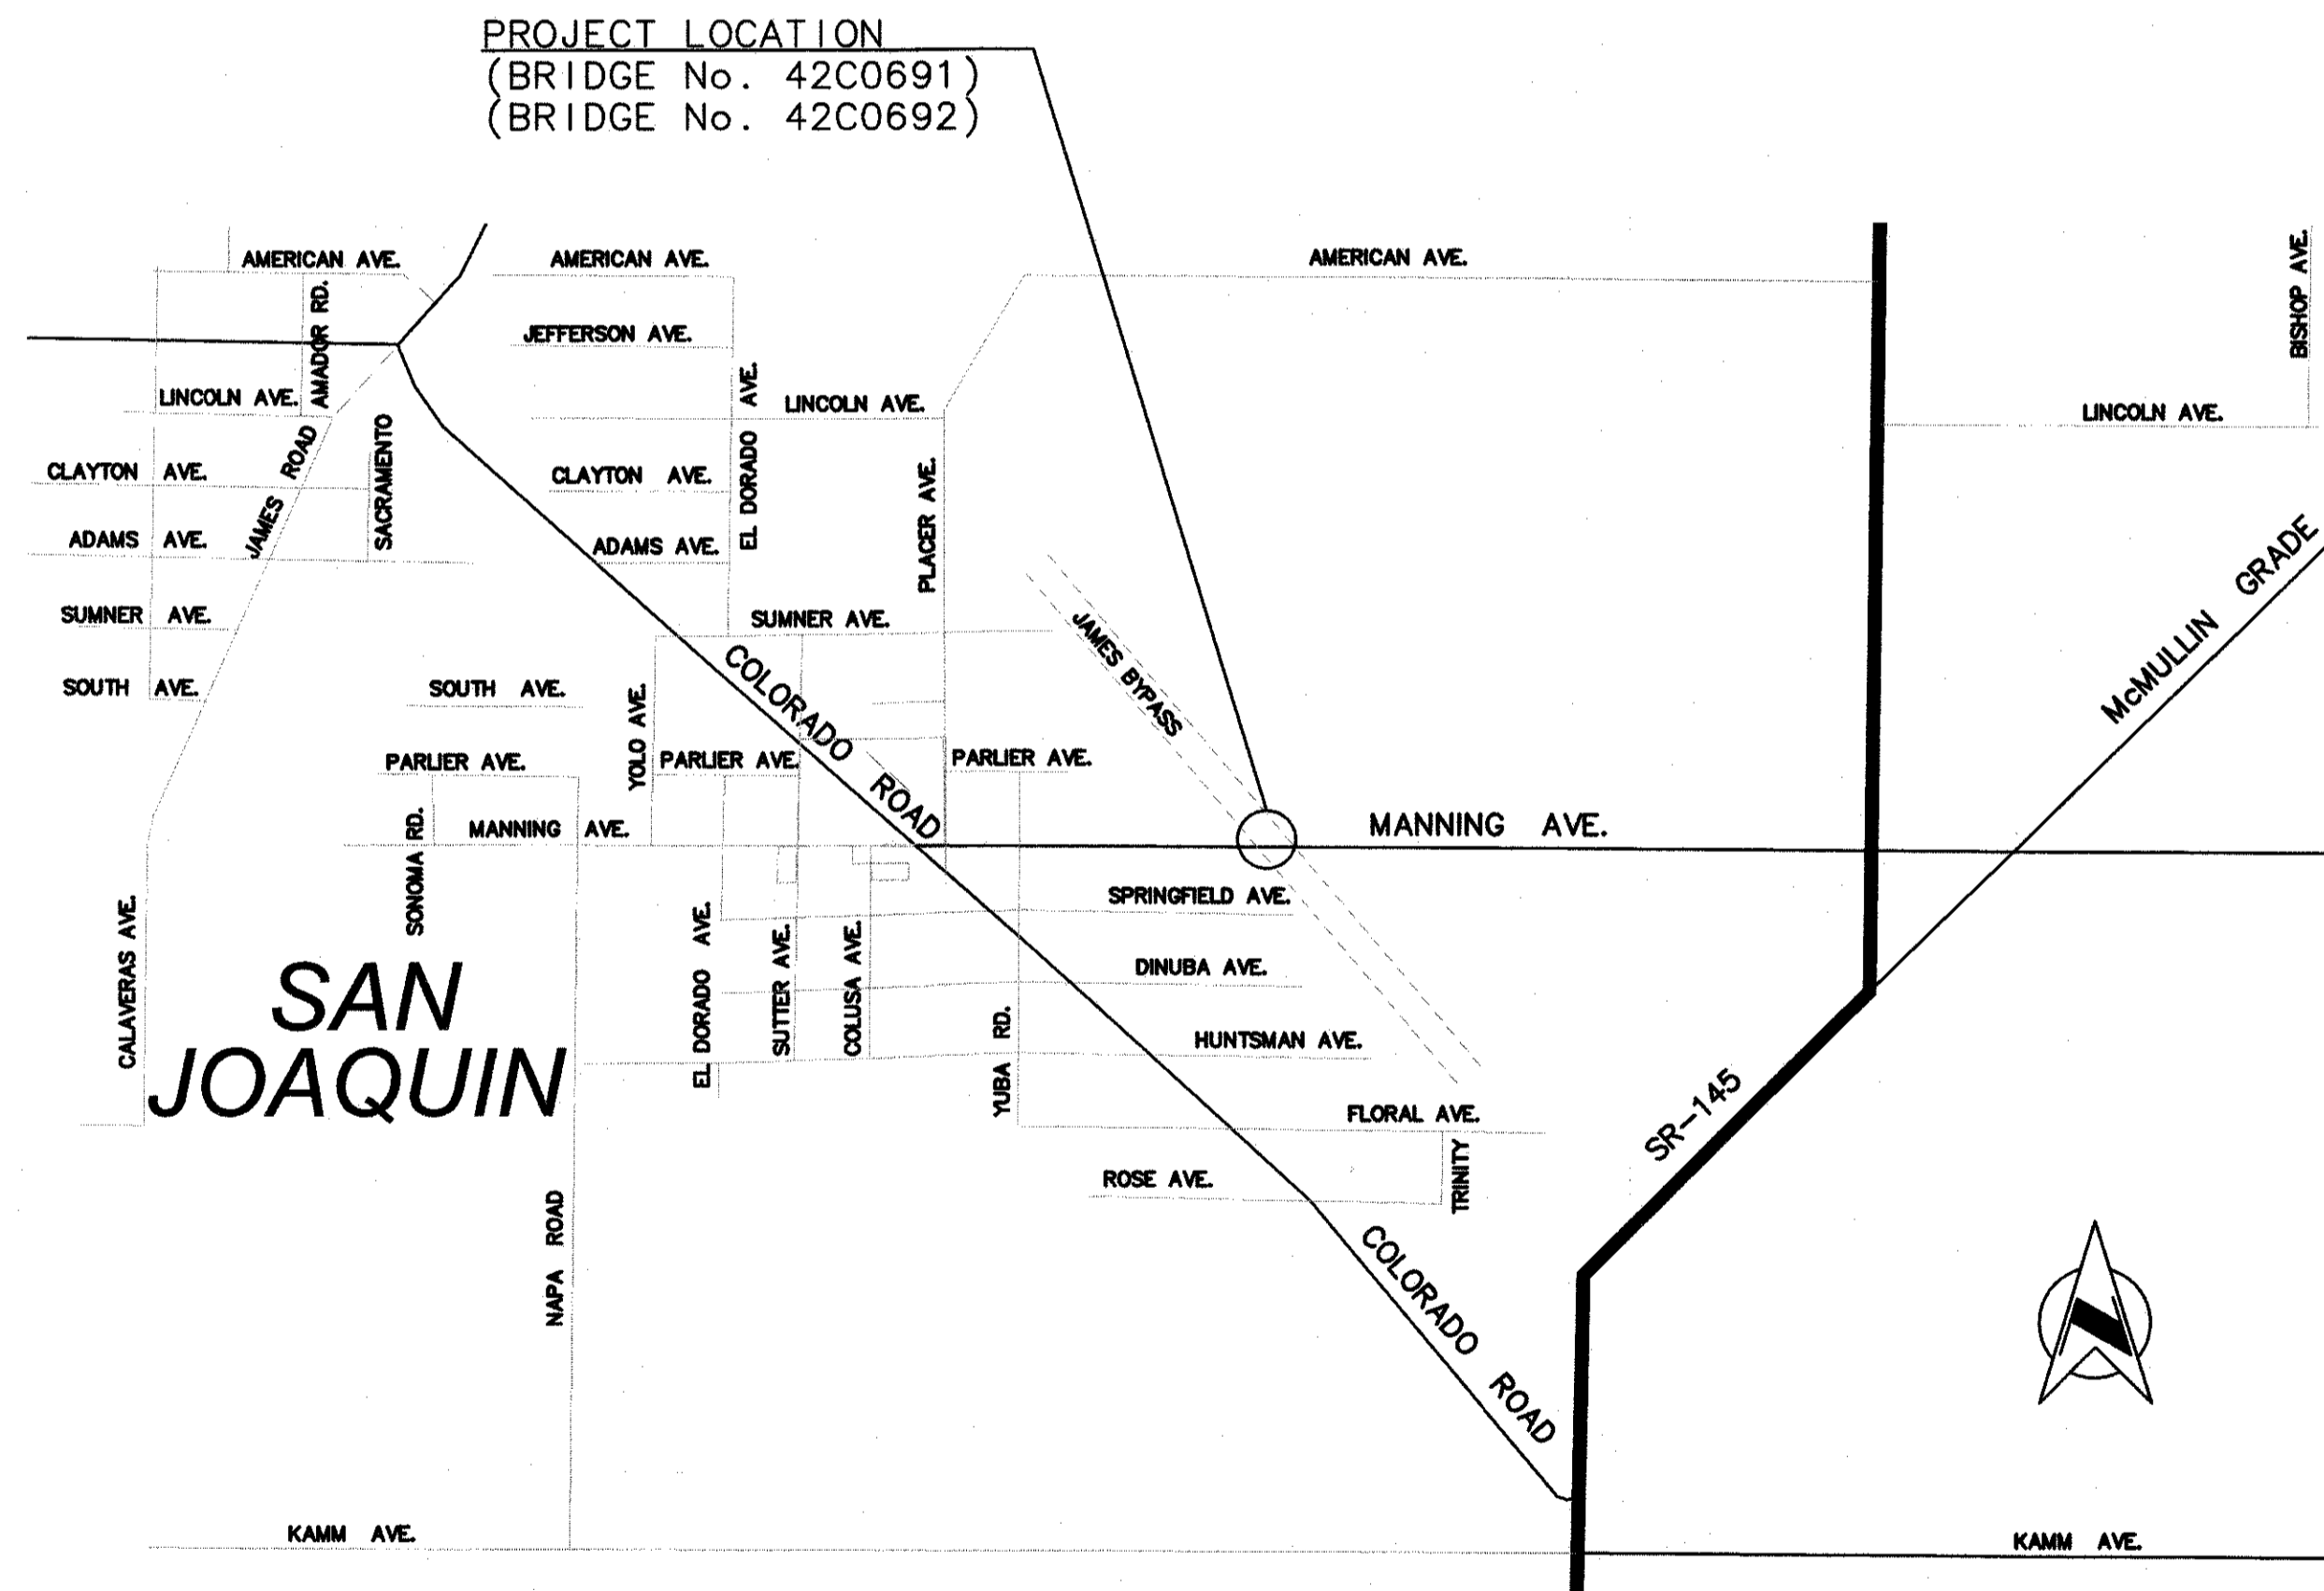 PROJECT LOCATION
(BRIDGE No. 42C0691)
(BRIDGE No. 42C0692)
AMERICAN AVE.
AMERICAN AVE.
AMERICAN AVE.
BISHOP AVE.
AMADOR RD.
JEFFERSON AVE.
LINCOLN AVE.
EL DORADO AVE.
LINCOLN AVE.
LINCOLN AVE.
JAMES ROAD
SACRAMENTO
CLAYTON AVE.
CLAYTON AVE.
PLACER AVE.
ADAMS AVE.
ADAMS AVE.
McMULLIN GRADE
SUMNER AVE.
SUMNER AVE.
JAMES BYPASS
SOUTH AVE.
SOUTH AVE.
YOLO AVE.
COLORADO ROAD
PARLIER AVE.
PARLIER AVE.
PARLIER AVE.
SONOMA RD.
MANNING AVE.
MANNING AVE.
SPRINGFIELD AVE.
CALAVERAS AVE.
EL DORADO AVE.
SUTTER AVE.
COLUSA AVE.
DINUBA AVE.
SAN
JOAQUIN
YUBA RD.
HUNTSMAN AVE.
SR-145
FLORAL AVE.
TRINITY
ROSE AVE.
NAPA ROAD
COLORADO ROAD
N
KAMM AVE.
KAMM AVE.